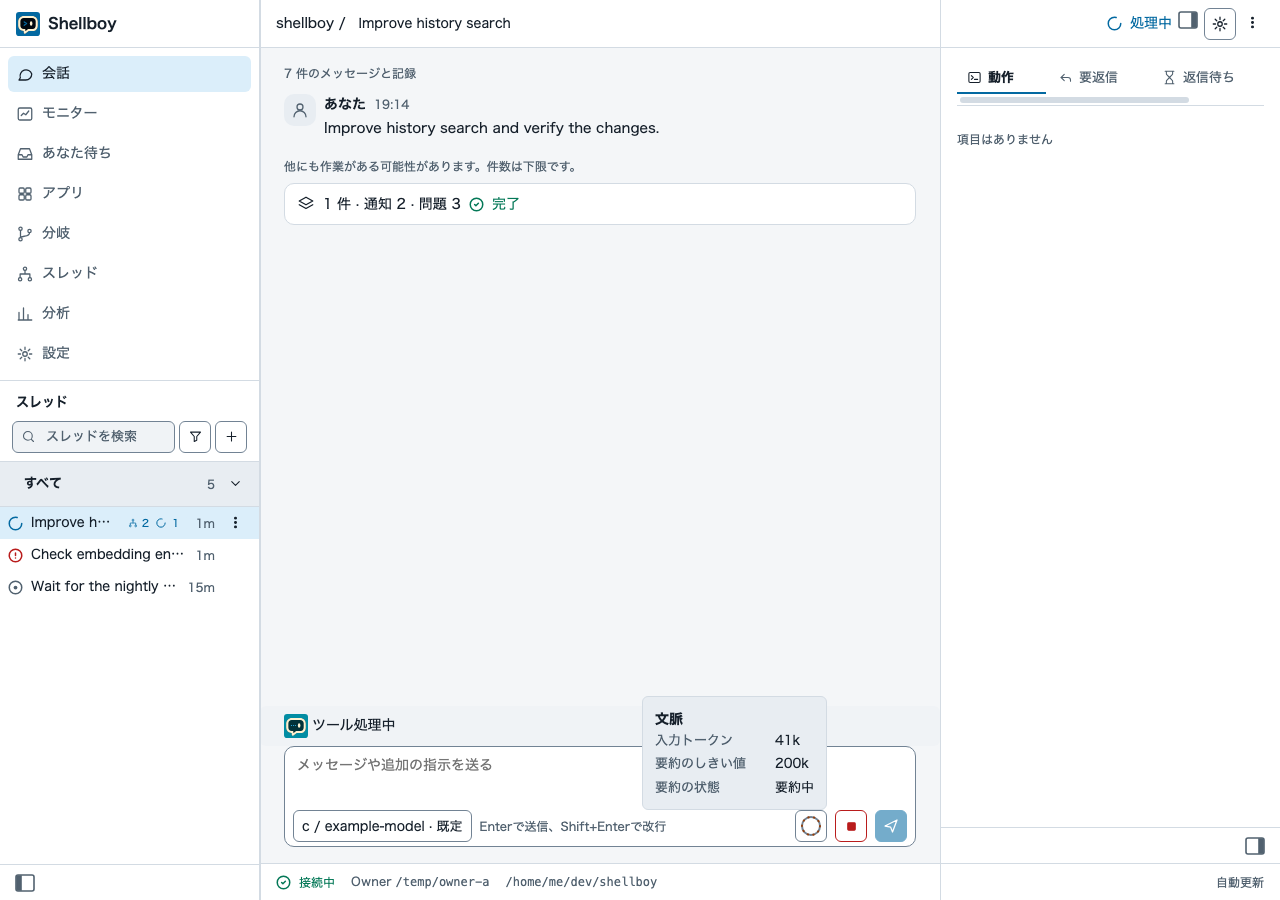 Shellboy
会話
モニター
あなた待ち
アプリ
分岐
スレッド
分析
設定
スレッド
スレッドを検索
すべて 5
Improve h··· 2 1 1m
Check embedding en··· 1m
Wait for the nightly ··· 15m
shellboy / Improve history search
7 件のメッセージと記録
あなた 19:14
Improve history search and verify the changes.
他にも作業がある可能性があります。件数は下限です。
1 件 · 通知 2 · 問題 3 完了
ツール処理中
文脈
入力トークン 41k
要約のしきい値 200k
要約の状態 要約中
メッセージや追加の指示を送る
c / example-model · 既定 Enterで送信、Shift+Enterで改行
接続中 Owner /temp/owner-a /home/me/dev/shellboy
処理中
動作 要返信 返信待ち
項目はありません
自動更新